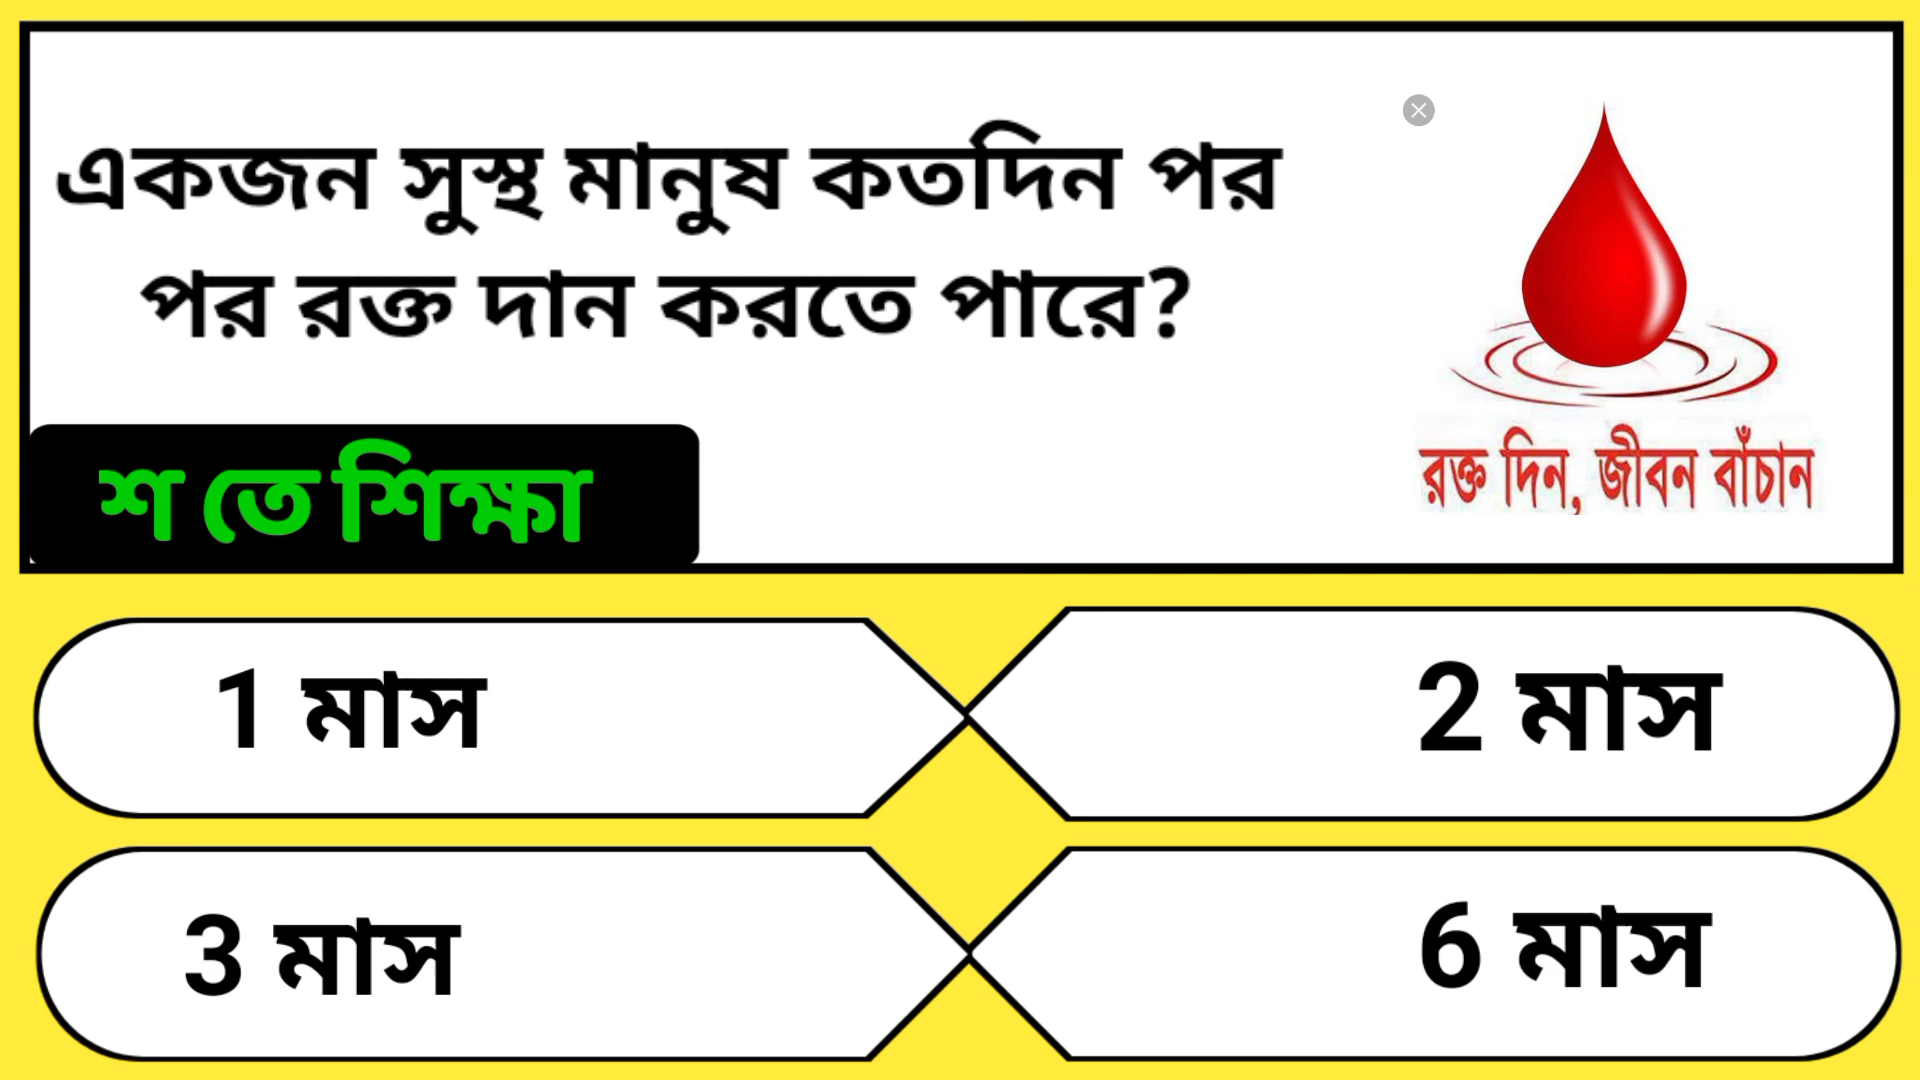 একজন সুস্থ মানুষ কতদিন পর
পর রক্ত দান করতে পারে?
রক্ত দিন, জীবন বাঁচান
শ তে শিক্ষা
1 মাস
2 মাস
3 মাস
6 মাস